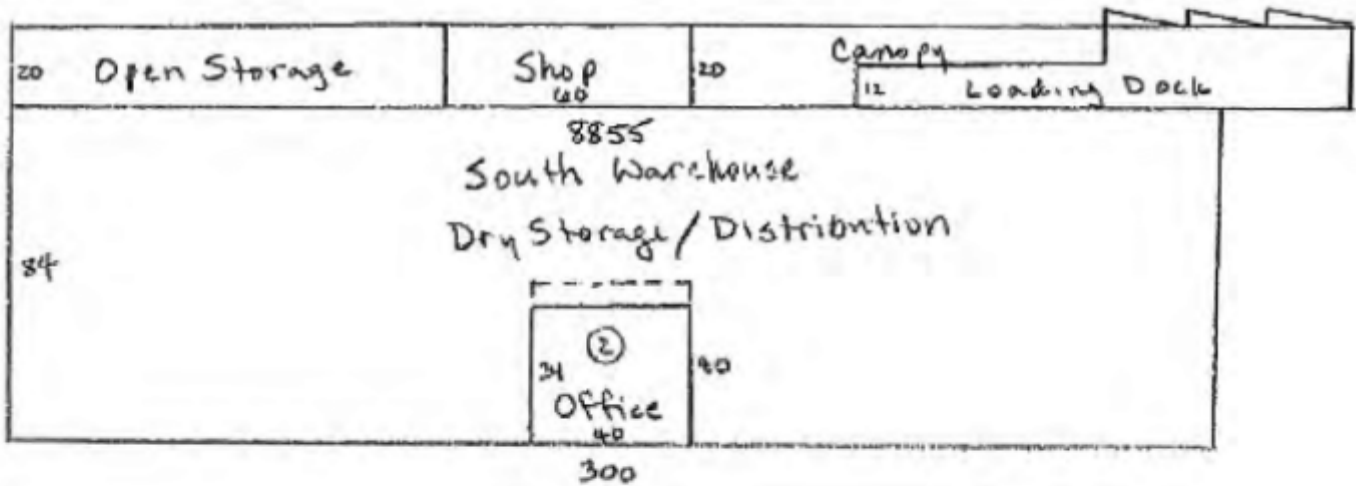 20 Open Storage Shop 20 Canopy
60 12 Loading Dock
8855
South Warehouse
Dry Storage/Distribution
84
2
34 40
Office
40
300